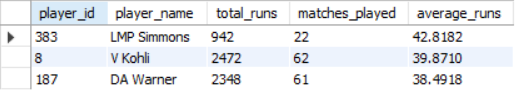 player_id player_name total_runs matches_played average_runs
383 LMP Simmons 942 22 42.8182
8 V Kohli 2472 62 39.8710
187 DA Warner 2348 61 38.4918